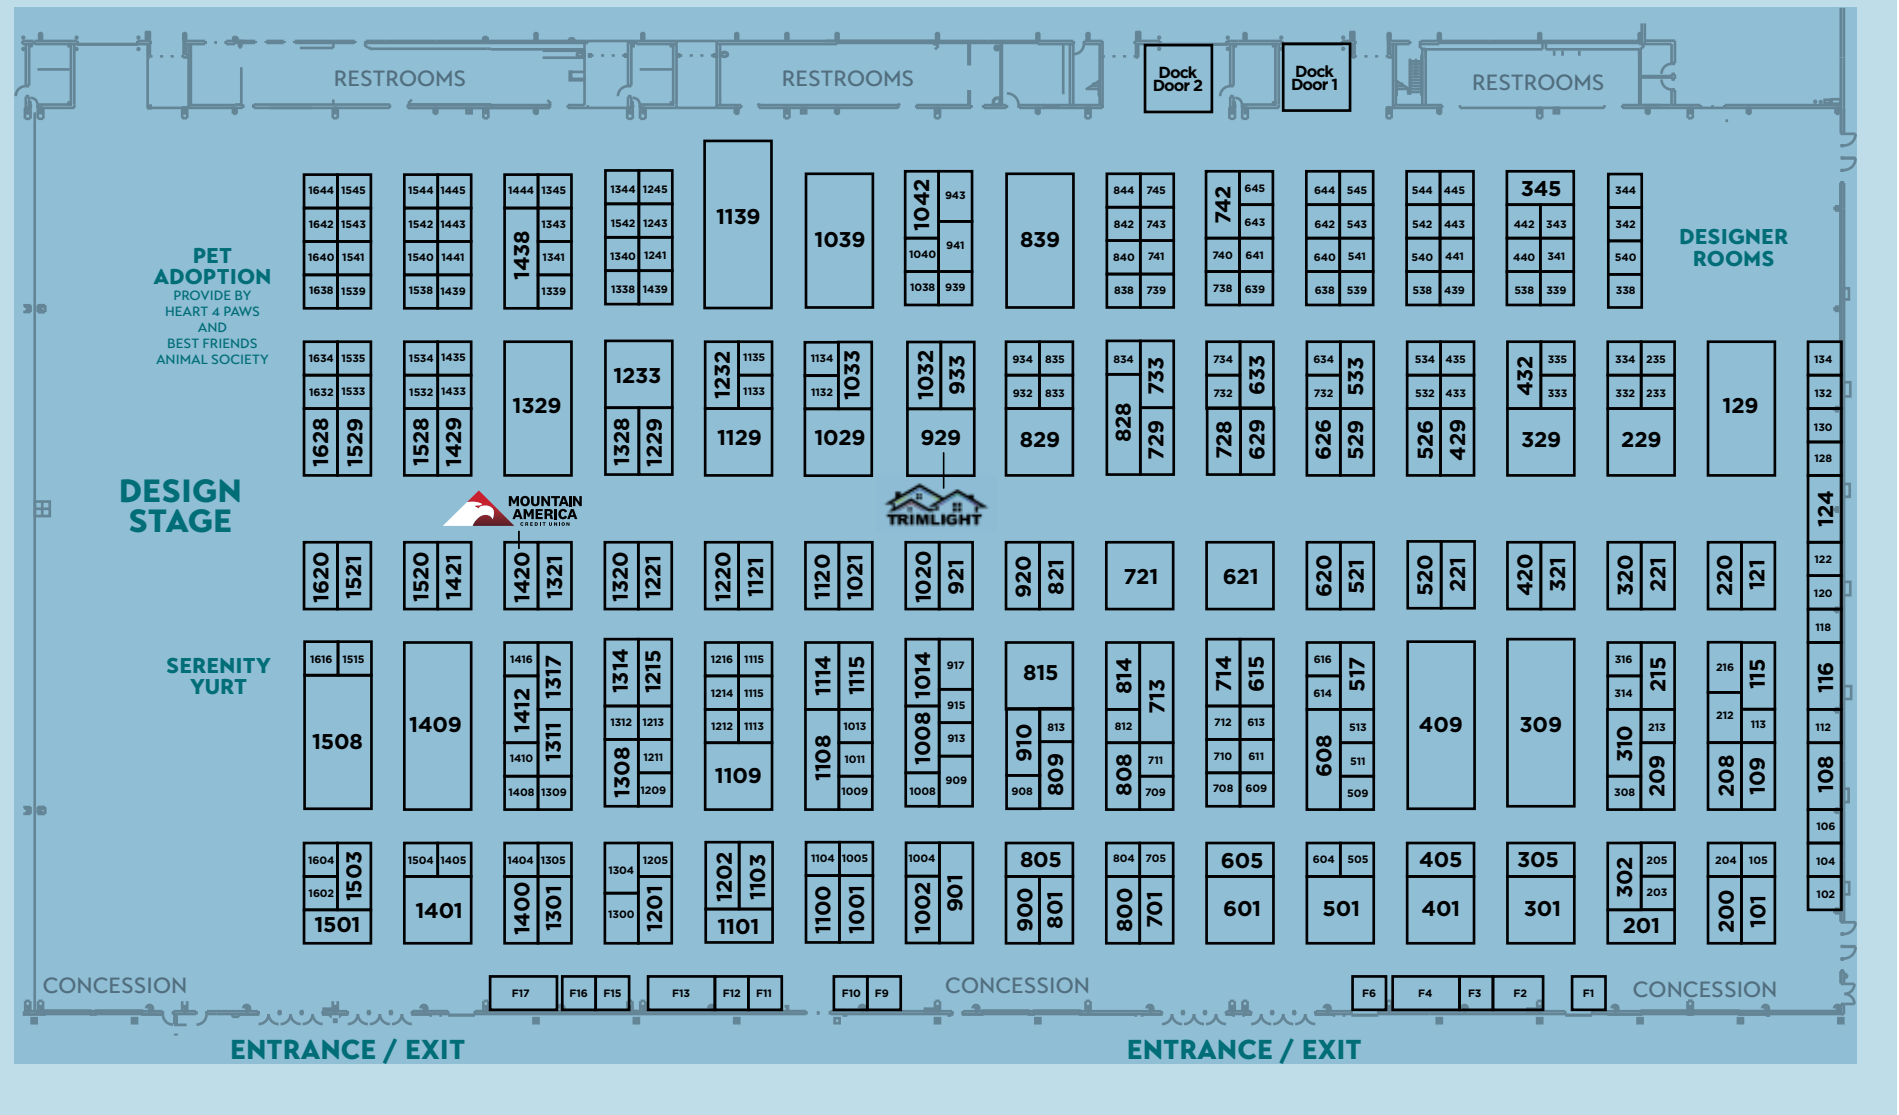 RESTROOMS
RESTROOMS
Dock
Door 2
Dock
Door 1
RESTROOMS
1644 1545 1544 1445 1444 1345 1344 1245 1139 1039 1042 943 839 844 745 742 645 644 545 544 445 345 344
1642 1543 1542 1443 1438 1343 1542 1243 842 743 643 642 543 542 443 442 343 342
1640 1541 1540 1441 1341 1340 1241 1040 941 840 741 740 641 640 541 540 441 440 341 540
1638 1539 1538 1439 1339 1338 1439 1038 939 838 739 738 639 638 539 538 439 538 339 338
PET
ADOPTION
PROVIDE BY
HEART 4 PAWS
AND
BEST FRIENDS
ANIMAL SOCIETY
DESIGNER
ROOMS
1634 1535 1534 1435 1329 1233 1232 1135 1134 1033 1032 933 934 835 834 733 734 633 634 533 534 435 432 335 334 235 129 134
1632 1533 1532 1433 1133 1132 932 833 828 732 732 532 433 333 332 233 132
1628 1529 1528 1429 1328 1229 1129 1029 929 829 729 728 629 626 529 526 429 329 229 130
128
124
DESIGN
STAGE
MOUNTAIN
AMERICA
CREDIT UNION
TRIMLIGHT
1620 1521 1520 1421 1420 1321 1320 1221 1220 1121 1120 1021 1020 921 920 821 721 621 620 521 520 221 420 321 320 221 220 121 122
120
118
SERENITY
YURT
1616 1515 1409 1416 1317 1314 1215 1216 1115 1114 1115 1014 917 815 814 713 714 615 616 517 409 309 316 215 216 115 116
1508 1412 1214 1115 915 614 314
1311 1312 1213 1212 1113 1108 1013 1008 913 910 813 812 712 613 608 513 310 213 212 113 112
1410 1308 1211 1109 1011 909 809 808 711 710 611 511 209 208 109 108
1408 1309 1209 1009 1008 908 709 708 609 509 308
106
1604 1503 1504 1405 1404 1305 1304 1205 1202 1103 1104 1005 1004 901 805 804 705 605 604 505 405 305 302 205 204 105 104
1602 1401 1400 1301 1300 1201 1100 1001 1002 900 801 800 701 601 501 401 301 203 200 101 102
1501 1101 201
CONCESSION
F17 F16 F15 F13 F12 F11 F10 F9
CONCESSION
F6 F4 F3 F2 F1
CONCESSION
ENTRANCE / EXIT
ENTRANCE / EXIT